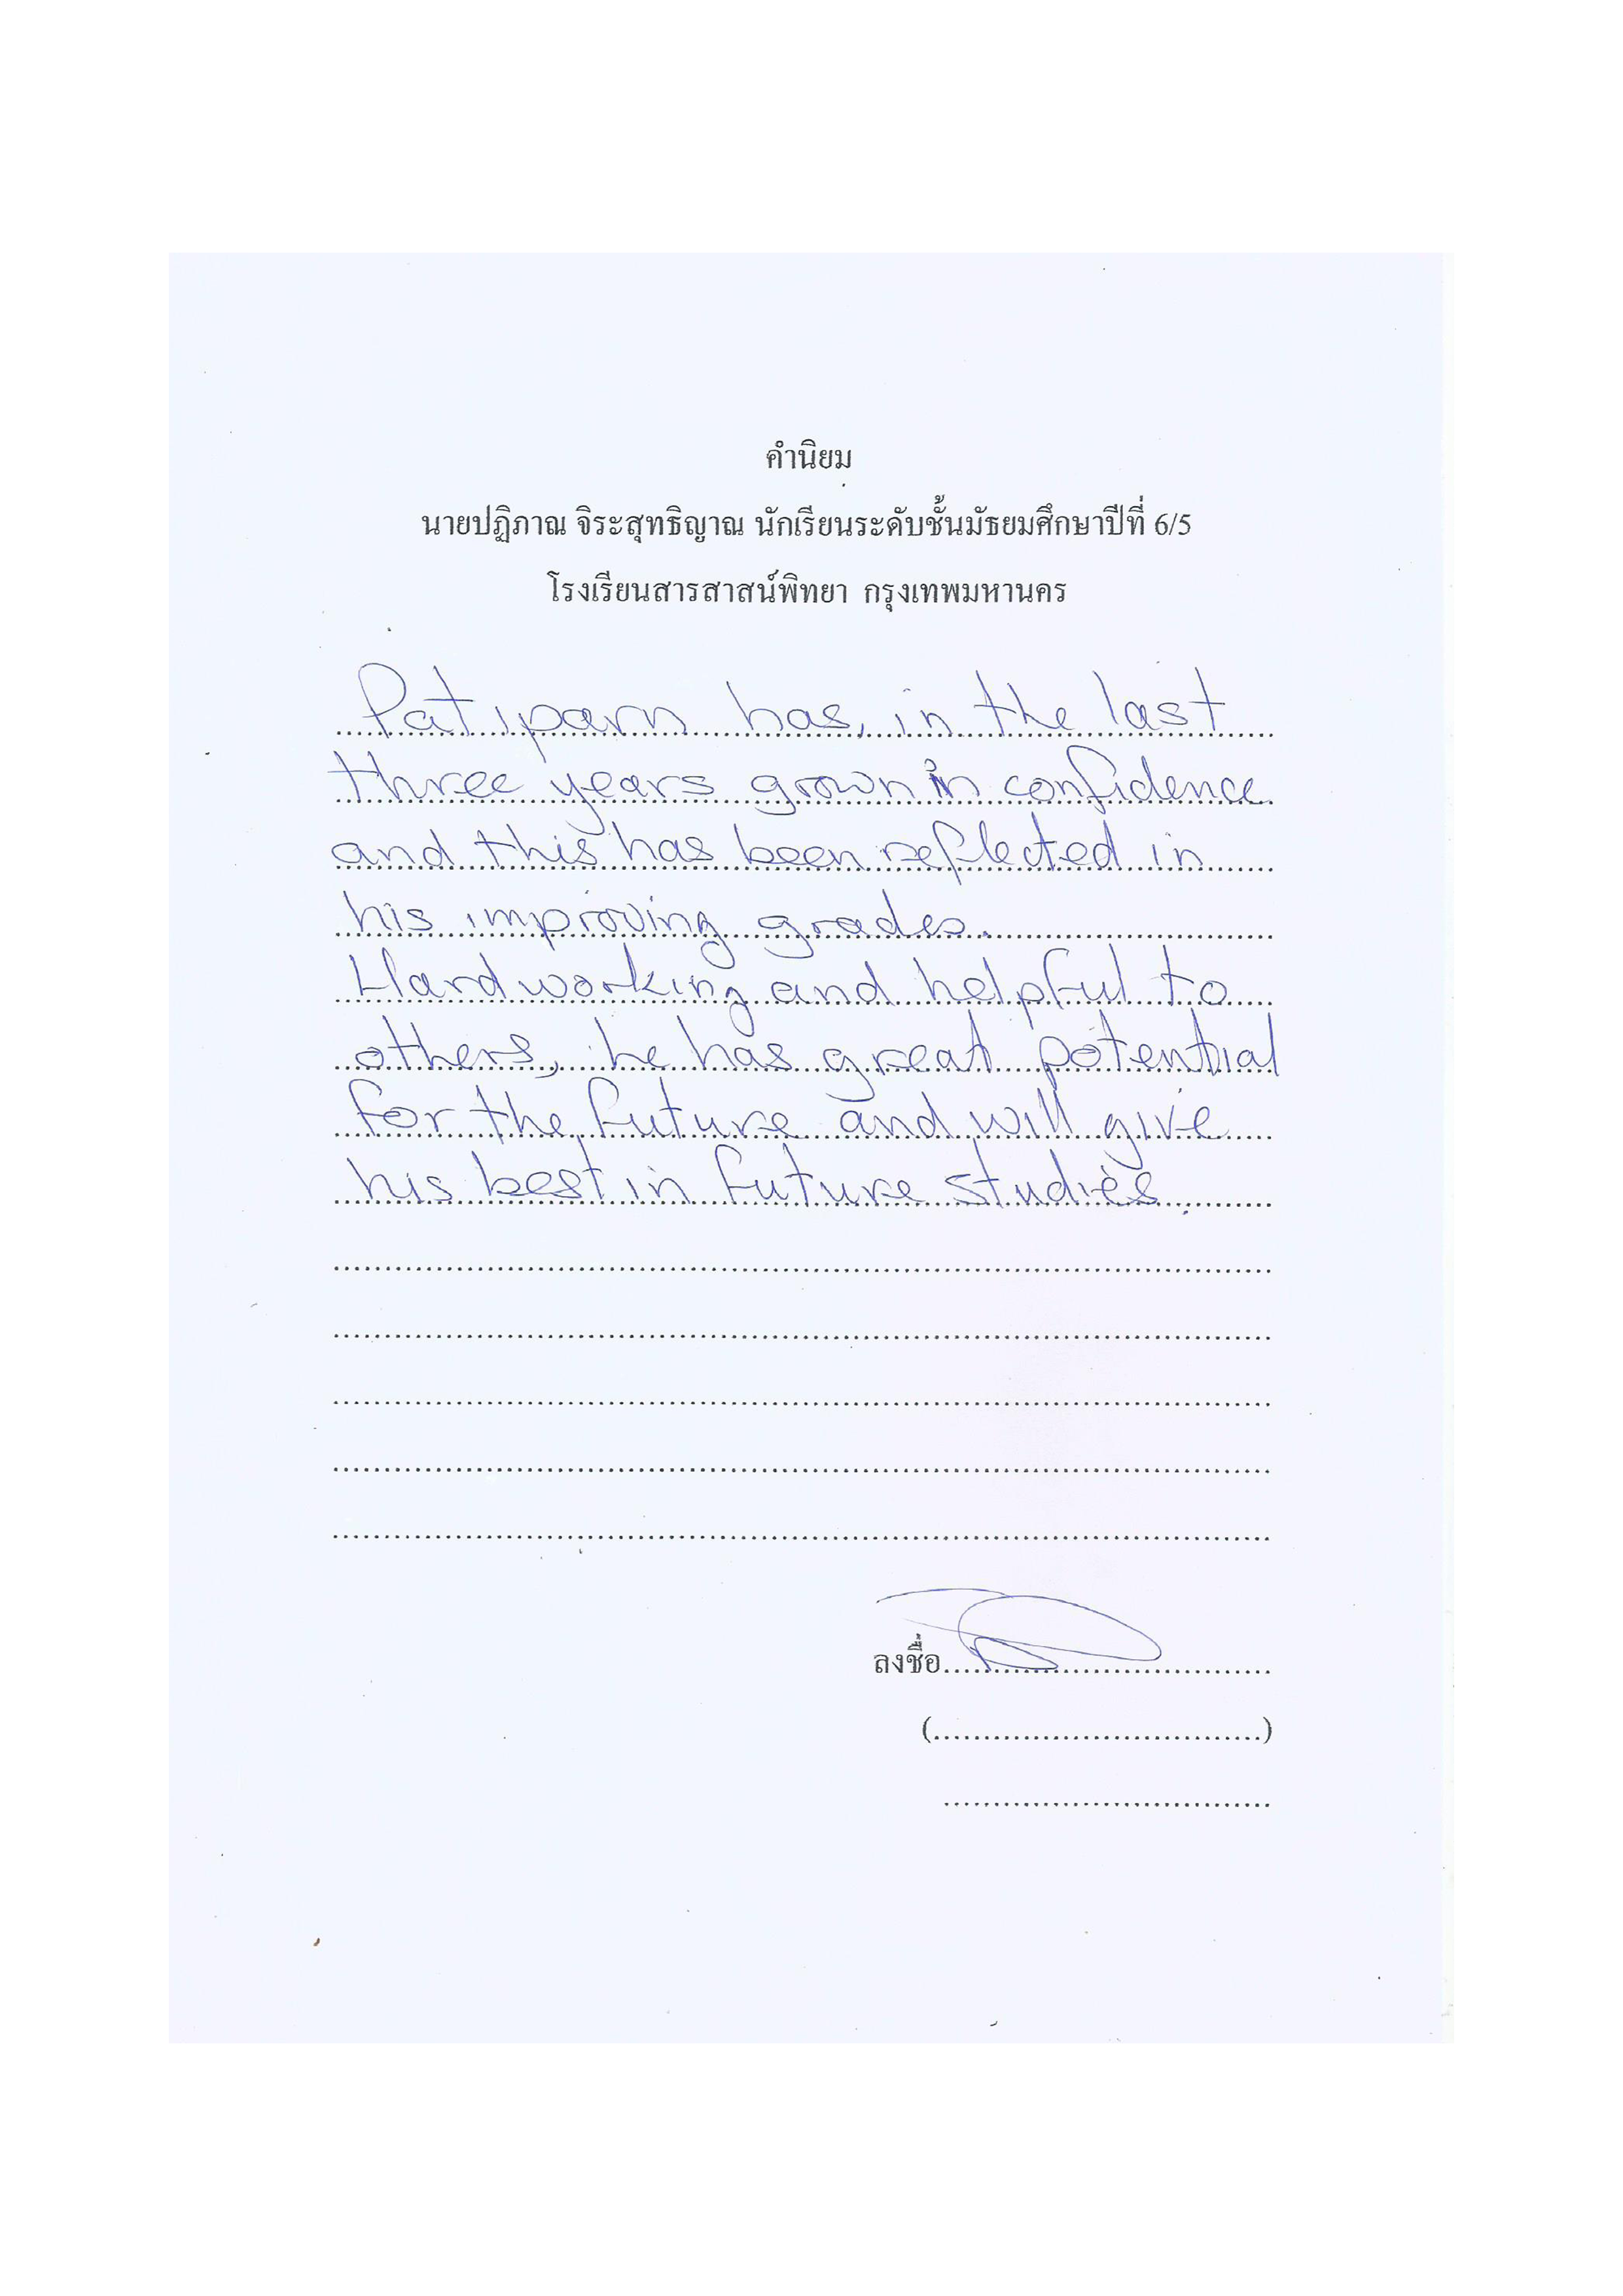 คำนิยม
นายปฏิภาณ จิระสุทธิญาณ นักเรียนระดับชั้นมัธยมศึกษาปีที่ 6/5
โรงเรียนสารสาสน์พิทยา กรุงเทพมหานคร
Patiparn has, in the last
three years grown in confidence
and this has been reflected in
his improving grades.
Hardworking and helpful to
others, he has great potential
for the future and will give
his best in future studies.
ลงชื่อ
(..............................)